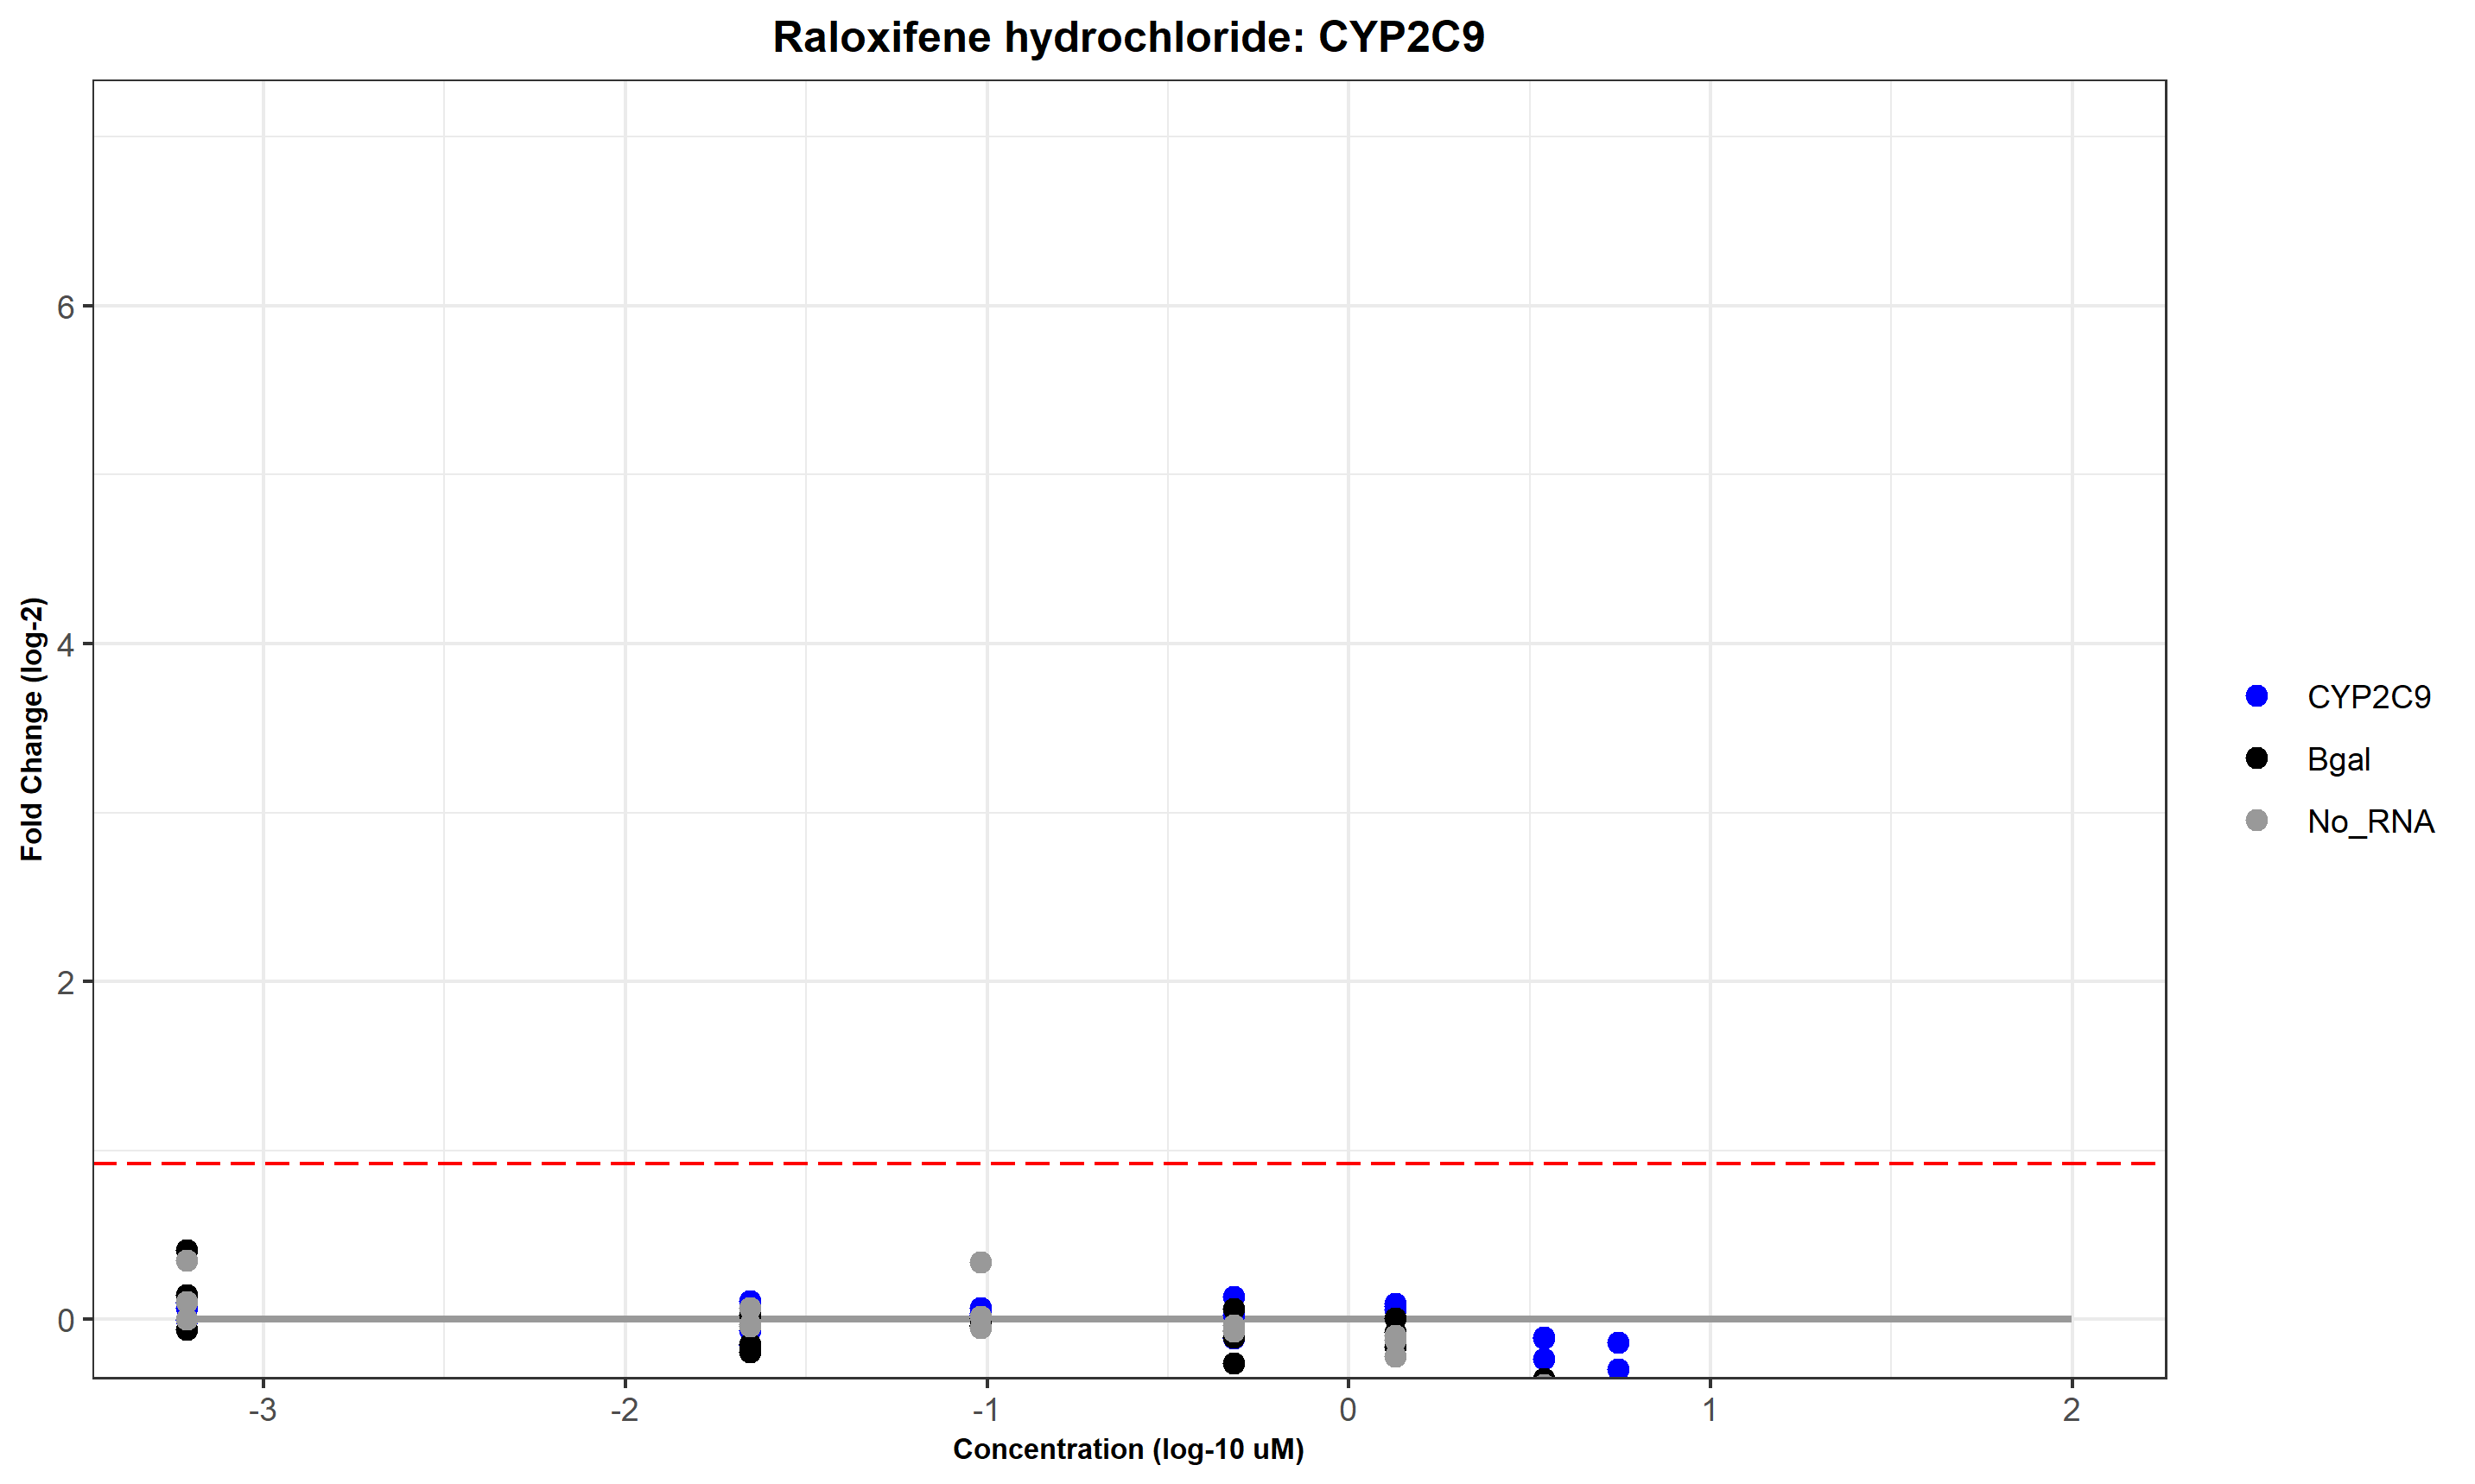 Raloxifene hydrochloride: CYP2C9
Fold Change (log-2)
6
4
2
0
-3
-2
-1
0
1
2
Concentration (log-10 uM)
CYP2C9
Bgal
No_RNA